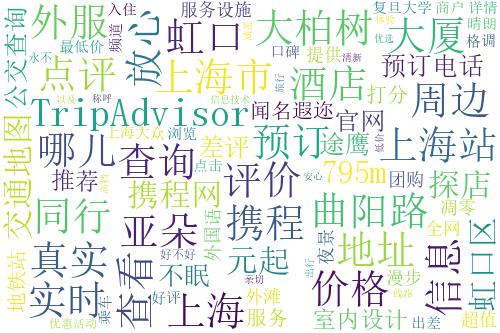 入住
服务设施
复旦大学
商户
详情
外服
虹口
大柏树
大厦
晴朗
格调
频道
口碑
提供
最低价
永不
公交查询
点评
放心
上海市
酒店
预订电话
打分
周边
TripAdvisor
闻名遐迩
官网
途鹰
交通地图
哪儿
以及
称呼
上海大众
浏览
差评
预订
上海站
查询
点击
795m
团购
推荐
携程网
评价
探店
同行
亚朵
外国语
携程
曲阳路
凋零
全网
夜景
地址
信息
虹口区
真实
查看
好不好
元起
价格
漫步
地铁站
实时
不眠
好评
亲切
外滩
上海
乘车
服务
出行
线路
室内设计
出差
超值
优惠活动
信息技术
安心
清新